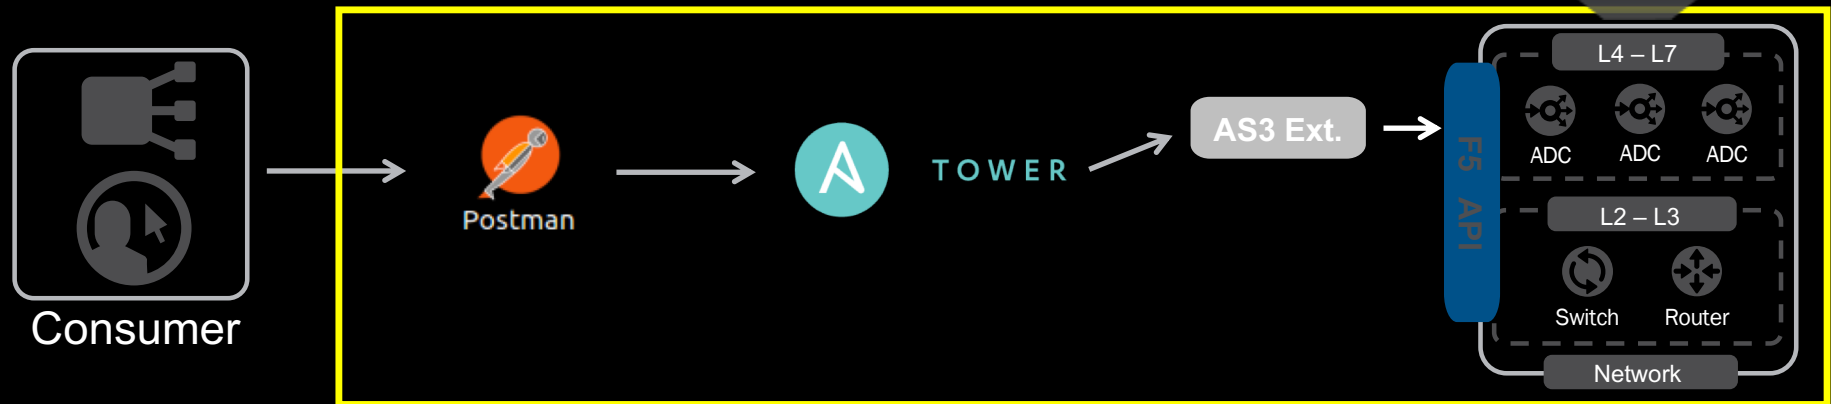 Consumer
Postman
TOWER
AS3 Ext.
F5 API
L4 – L7
ADC
ADC
ADC
L2 – L3
Switch
Router
Network